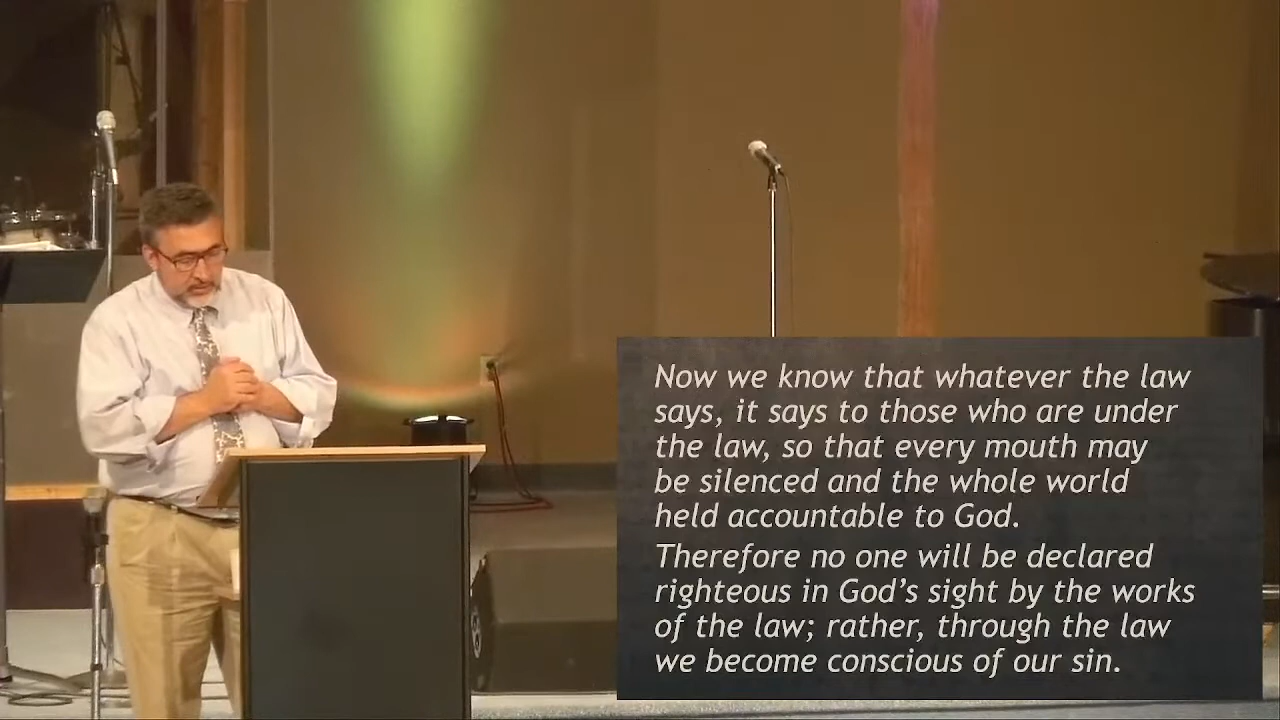 Now we know that whatever the law
says, it says to those who are under
the law, so that every mouth may
be silenced and the whole world
held accountable to God.
Therefore no one will be declared
righteous in God’s sight by the works
of the law; rather, through the law
we become conscious of our sin.